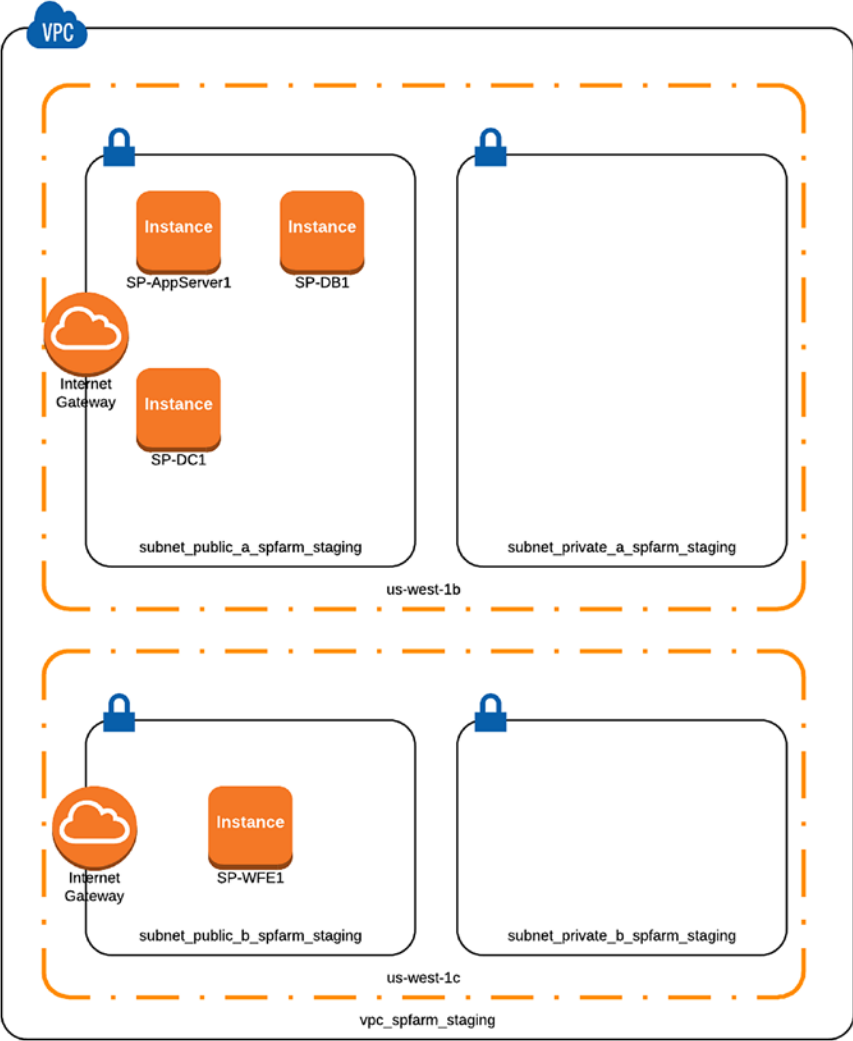 VPC
Instance
Instance
SP-AppServer1
SP-DB1
Internet
Gateway
Instance
SP-DC1
subnet_public_a_spfarm_staging
subnet_private_a_spfarm_staging
us-west-1b
Instance
SP-WFE1
Internet
Gateway
subnet_public_b_spfarm_staging
subnet_private_b_spfarm_staging
us-west-1c
vpc_spfarm_staging